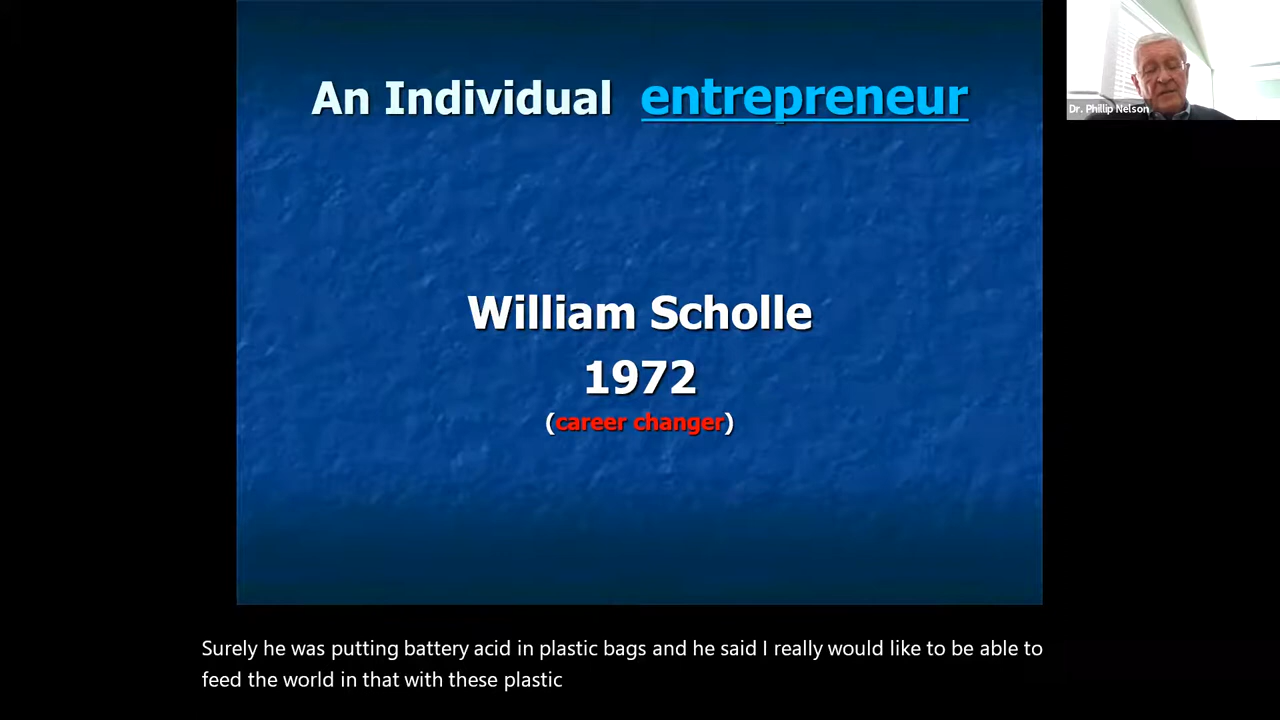 An Individual entrepreneur
Dr. Phillip Nelson
William Scholle
1972
(career changer)
Surely he was putting battery acid in plastic bags and he said I really would like to be able to
feed the world in that with these plastic